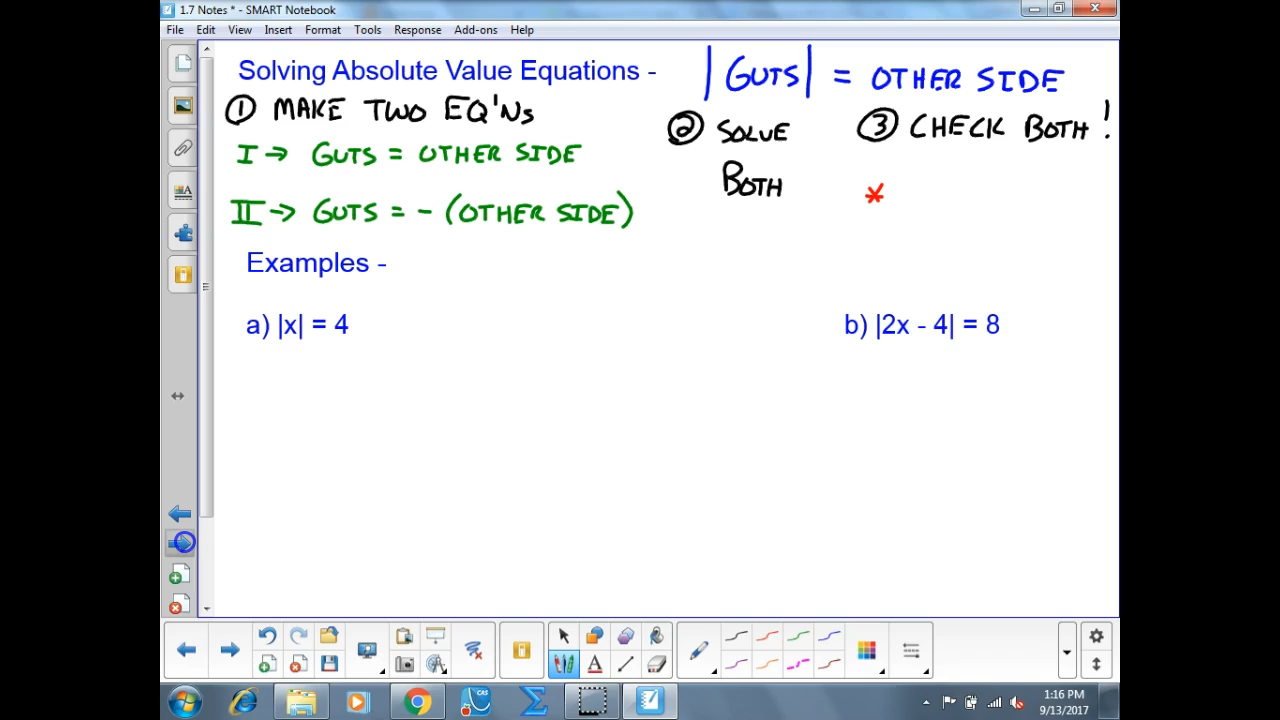 1.7 Notes * - SMART Notebook
File Edit View Insert Format Tools Response Add-ons Help
Solving Absolute Value Equations -
|GUTS| = OTHER SIDE
① MAKE TWO EQ'NS
I → GUTS = OTHER SIDE
II → GUTS = - (OTHER SIDE)
② SOLVE
BOTH
③ CHECK BOTH!
*
Examples -
a) |x| = 4
b) |2x - 4| = 8
A
CAS
1:16 PM
9/13/2017